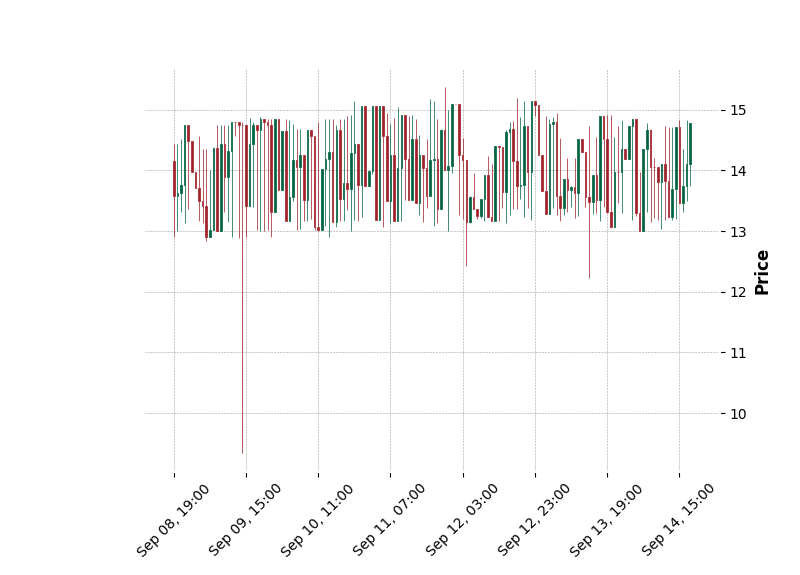 15
14
13
12
11
10
Price
Sep 08, 19:00
Sep 09, 15:00
Sep 10, 11:00
Sep 11, 07:00
Sep 12, 03:00
Sep 12, 23:00
Sep 13, 19:00
Sep 14, 15:00